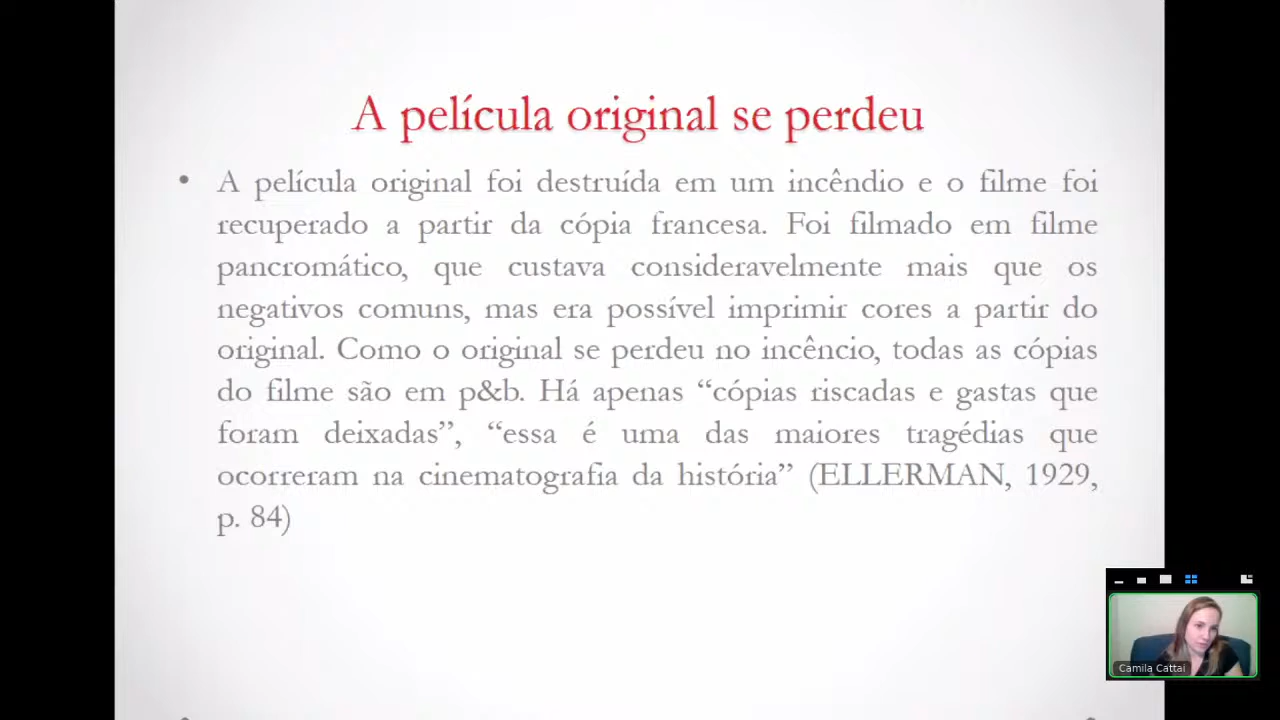 A película original se perdeu
• A película original foi destruída em um incêndio e o filme foi
recuperado a partir da cópia francesa. Foi filmado em filme
pancromático, que custava consideravelmente mais que os
negativos comuns, mas era possível imprimir cores a partir do
original. Como o original se perdeu no incêncio, todas as cópias
do filme são em p&b. Há apenas “cópias riscadas e gastas que
foram deixadas”, “essa é uma das maiores tragédias que
ocorreram na cinematografia da história” (ELLERMAN, 1929,
p. 84)
Camila Cattai